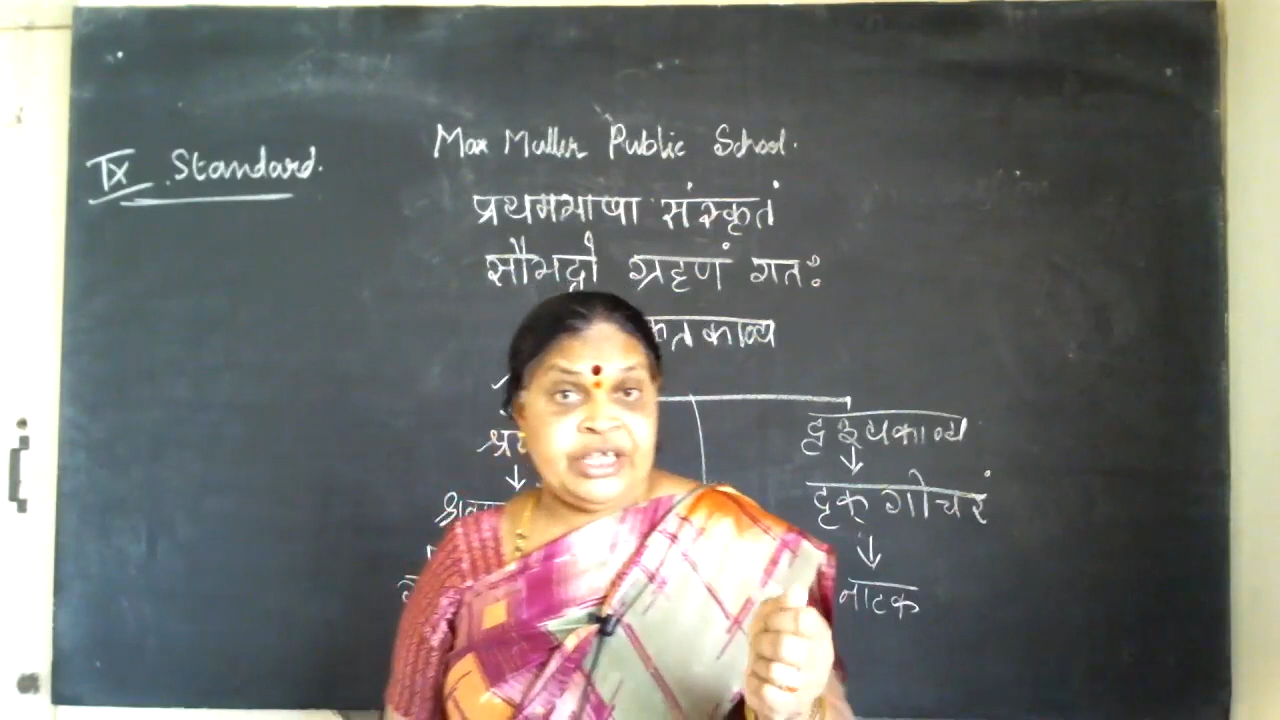 IX Standard.
Max Muller Public School.
प्रथमभाषा संस्कृतं
सौभद्रो ग्रहणं गतः
काव्य
दृश्यकाव्य
↓ ↓
दृक् गोचरं
↓
नाटक